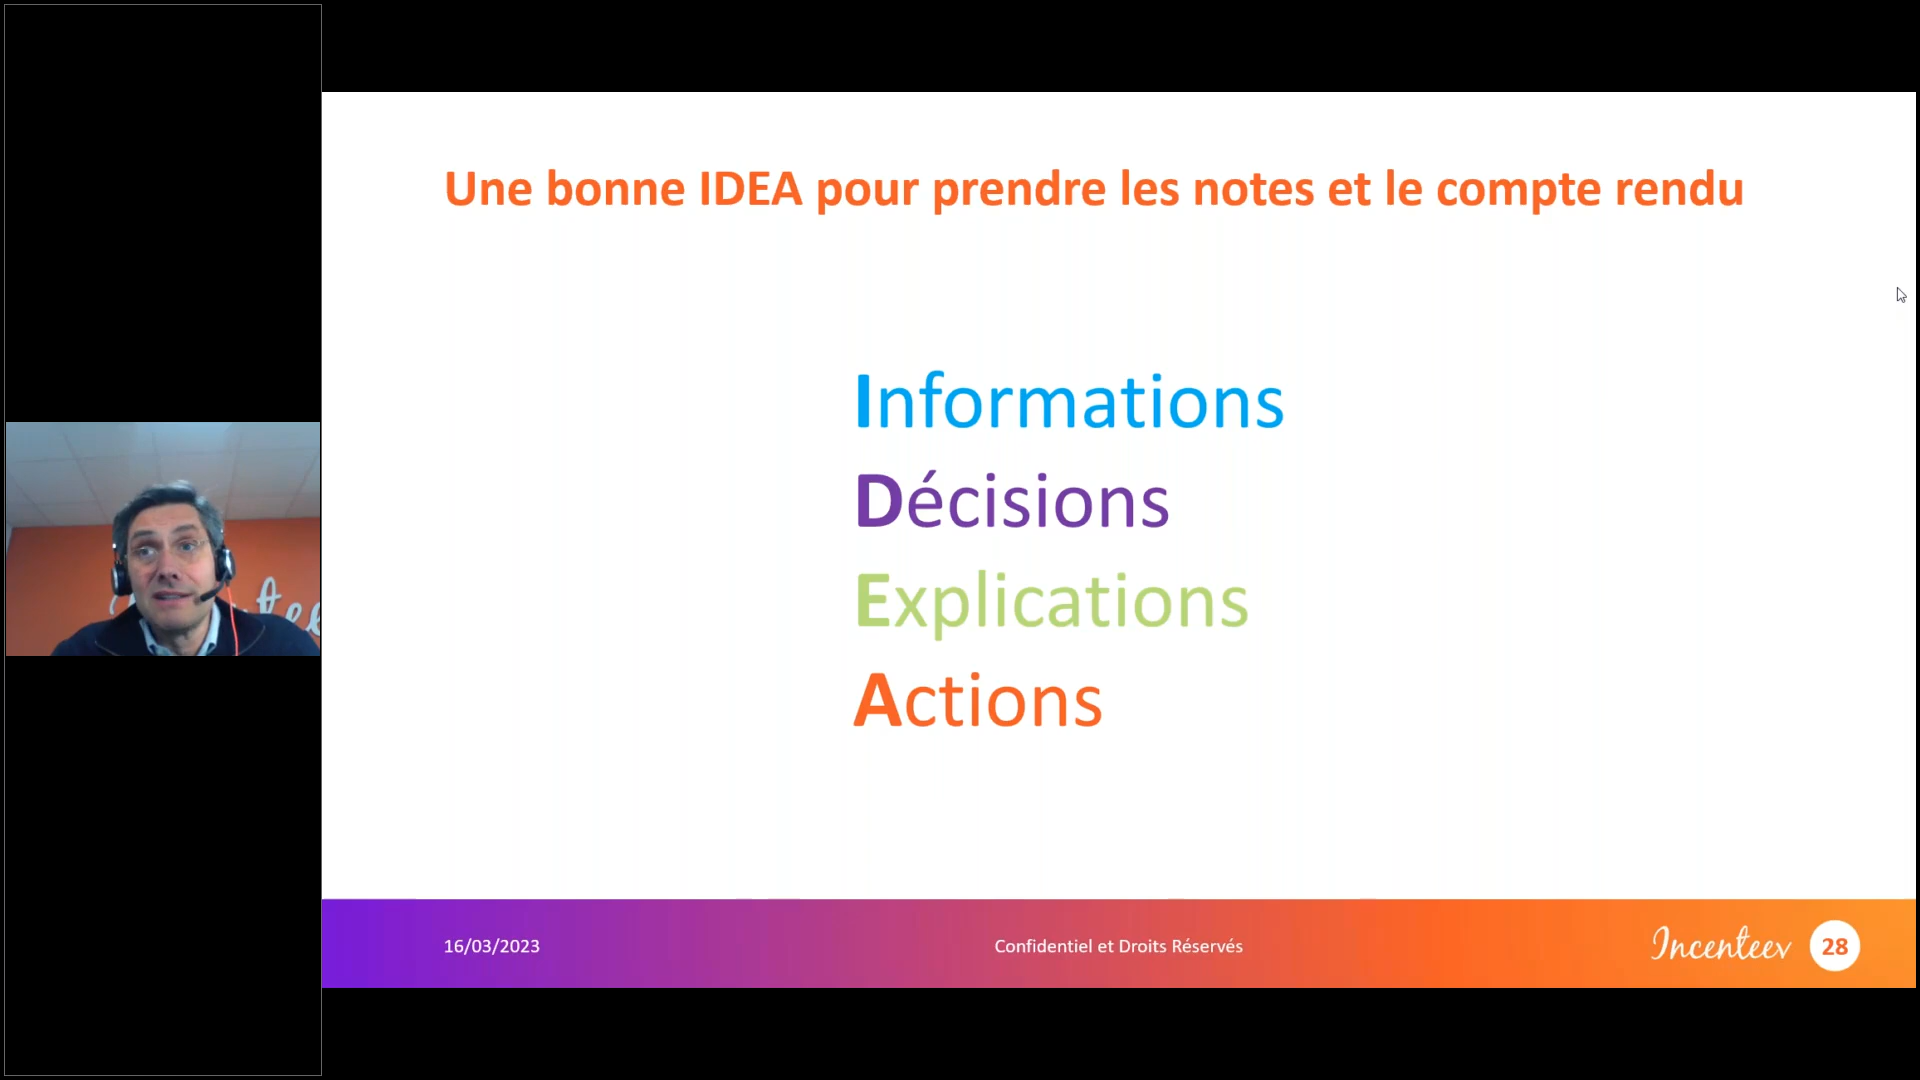 Une bonne IDEA pour prendre les notes et le compte rendu
Informations
Décisions
Explications
Actions
16/03/2023
Confidentiel et Droits Réservés
Incenteev
28